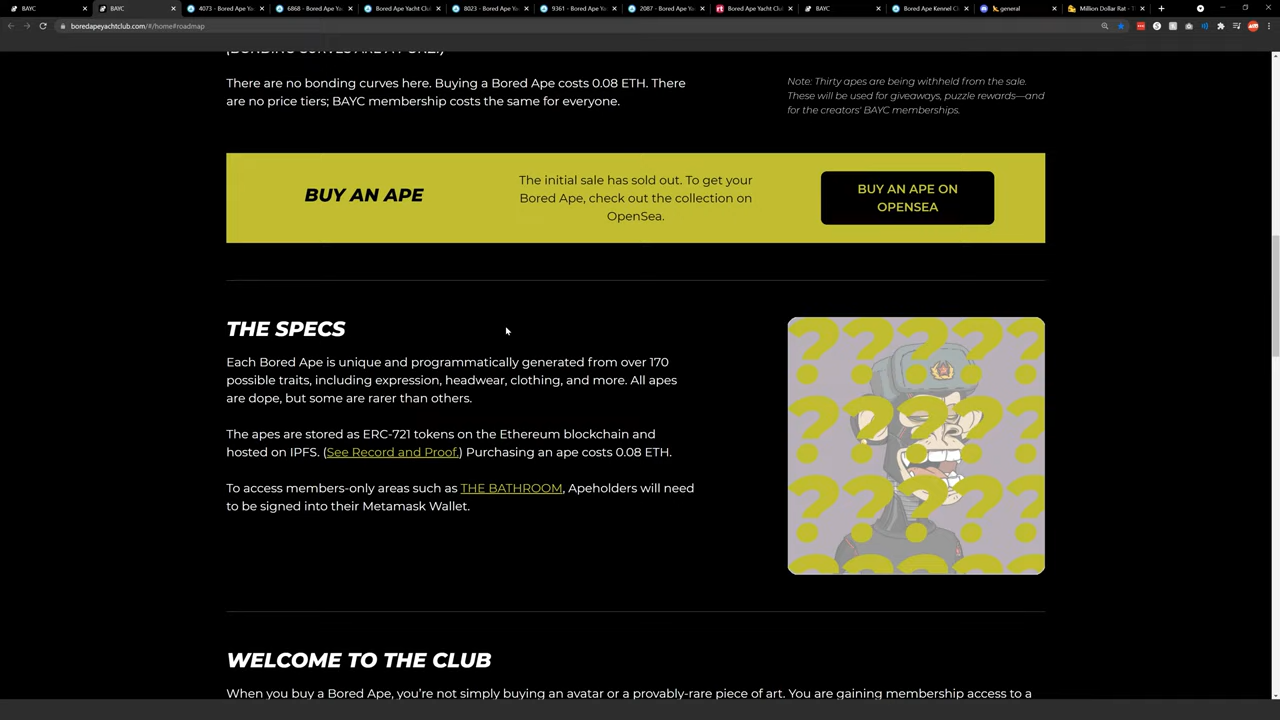 BAYC
BAYC
4073 - Bored Ape Ya
6868 - Bored Ape Ya
Bored Ape Yacht Clu
8023 - Bored Ape Ya
9361 - Bored Ape Ya
2087 - Bored Ape Ya
Bored Ape Yacht Clu
BAYC
Bored Ape Kennel Cl
general
Million Dollar Rat - T
boredapeyachtclub.com/#/home#roadmap
There are no bonding curves here. Buying a Bored Ape costs 0.08 ETH. There
are no price tiers; BAYC membership costs the same for everyone.
Note: Thirty apes are being withheld from the sale.
These will be used for giveaways, puzzle rewards—and
for the creators' BAYC memberships.
BUY AN APE
The initial sale has sold out. To get your
Bored Ape, check out the collection on
OpenSea.
BUY AN APE ON
OPENSEA
THE SPECS
Each Bored Ape is unique and programmatically generated from over 170
possible traits, including expression, headwear, clothing, and more. All apes
are dope, but some are rarer than others.
The apes are stored as ERC-721 tokens on the Ethereum blockchain and
hosted on IPFS. (See Record and Proof.) Purchasing an ape costs 0.08 ETH.
To access members-only areas such as THE BATHROOM, Apeholders will need
to be signed into their Metamask Wallet.
? ? ? ? ?
? ? ? ? ?
? ? ? ? ?
? ? ? ? ?
WELCOME TO THE CLUB
When you buy a Bored Ape, you're not simply buying an avatar or a provably-rare piece of art. You are gaining membership access to a